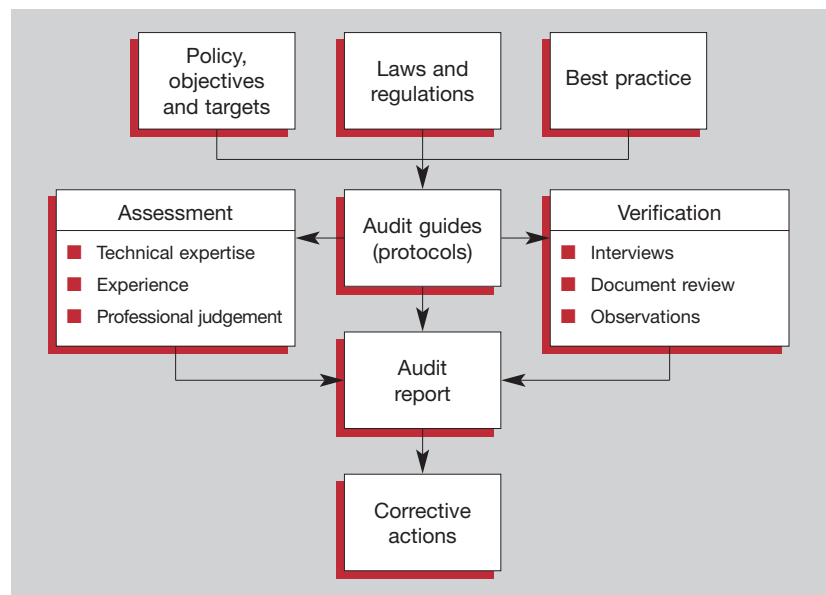 Policy,
objectives
and targets
Laws and
regulations
Best practice
Assessment
Technical expertise
Experience
Professional judgement
Audit guides
(protocols)
Verification
Interviews
Document review
Observations
Audit
report
Corrective
actions